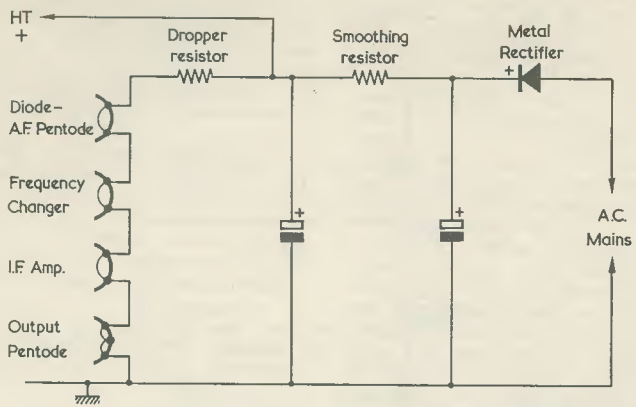 HT
+
Dropper
resistor
Smoothing
resistor
Metal
Rectifier
+
Diode-
A.F. Pentode
Frequency
Changer
+
+
A.C.
Mains
I.F. Amp.
Output
Pentode